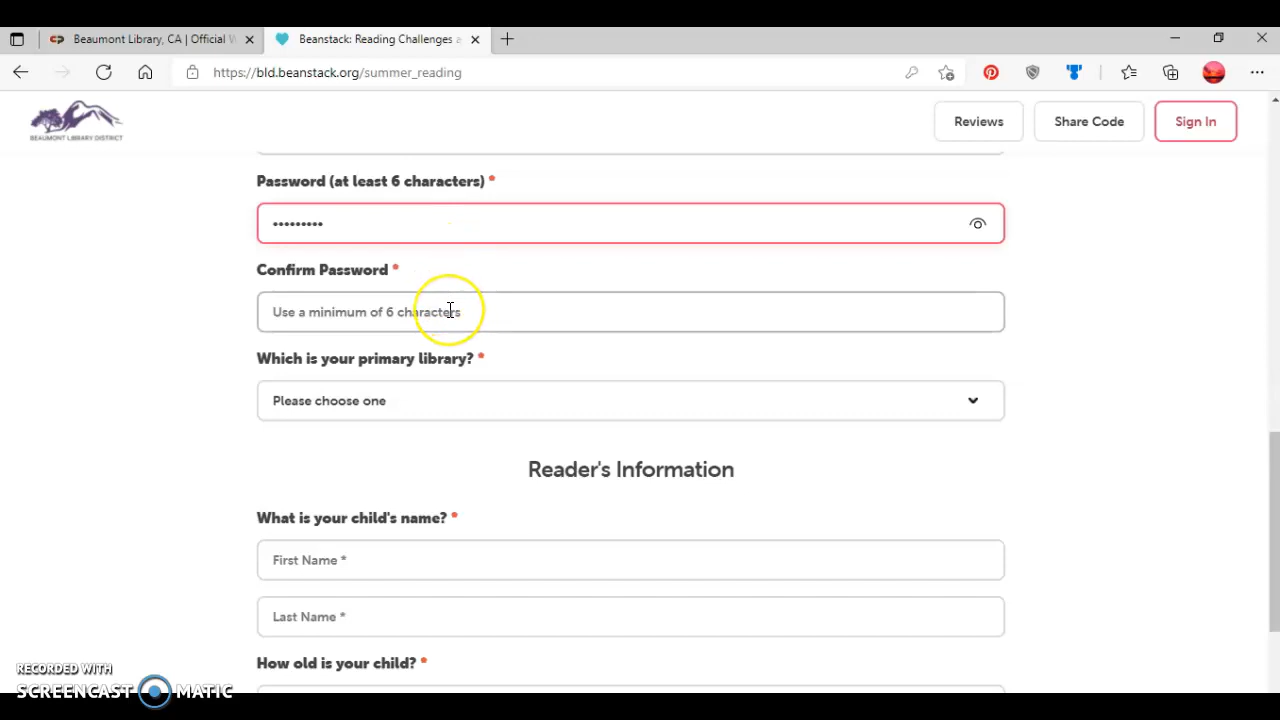 Beaumont Library, CA | Official W
Beanstack: Reading Challenges a
https://bld.beanstack.org/summer_reading
BEAUMONT LIBRARY DISTRICT
Reviews
Share Code
Sign In
Password (at least 6 characters) *
•••••••••
Confirm Password *
Use a minimum of 6 characters
Which is your primary library? *
Please choose one
Reader's Information
What is your child's name? *
First Name *
Last Name *
How old is your child? *
RECORDED WITH
SCREENCAST MATIC